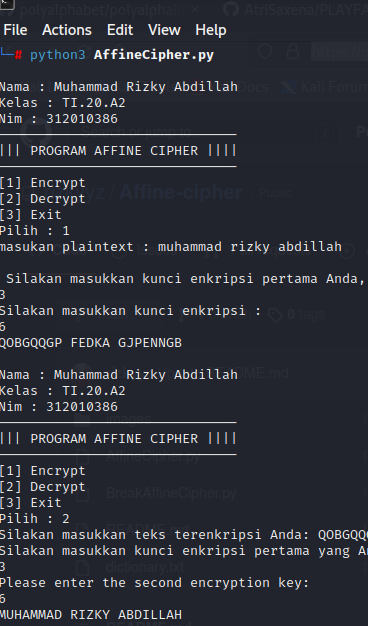 File Actions Edit View Help
# python3 AffineCipher.py
Nama : Muhammad Rizky Abdillah
Kelas : TI.20.A2
Nim : 312010386
||| PROGRAM AFFINE CIPHER ||||
[1] Encrypt
[2] Decrypt
[3] Exit
Pilih : 1
masukan plaintext : muhammad rizky abdillah
Silakan masukkan kunci enkripsi pertama Anda,
3
Silakan masukkan kunci enkripsi :
6
QOBGQQGP FEDKA GJPENNGB
Nama : Muhammad Rizky Abdillah
Kelas : TI.20.A2
Nim : 312010386
||| PROGRAM AFFINE CIPHER ||||
[1] Encrypt
[2] Decrypt
[3] Exit
Pilih : 2
Silakan masukkan teks terenkripsi Anda: QOBGQQG
Silakan masukkan kunci enkripsi pertama yang An
3
Please enter the second encryption key:
6
MUHAMMAD RIZKY ABDILLAH